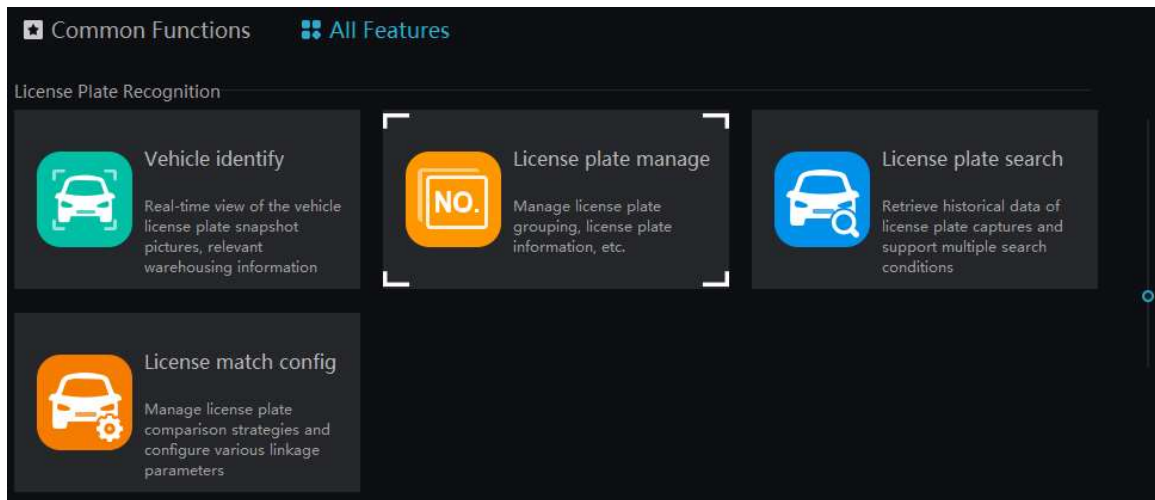 Common Functions
All Features
License Plate Recognition
Vehicle identify
Real-time view of the vehicle
license plate snapshot
pictures, relevant
warehousing information
NO.
License plate manage
Manage license plate
grouping, license plate
information, etc.
License plate search
Retrieve historical data of
license plate captures and
support multiple search
conditions
License match config
Manage license plate
comparison strategies and
configure various linkage
parameters